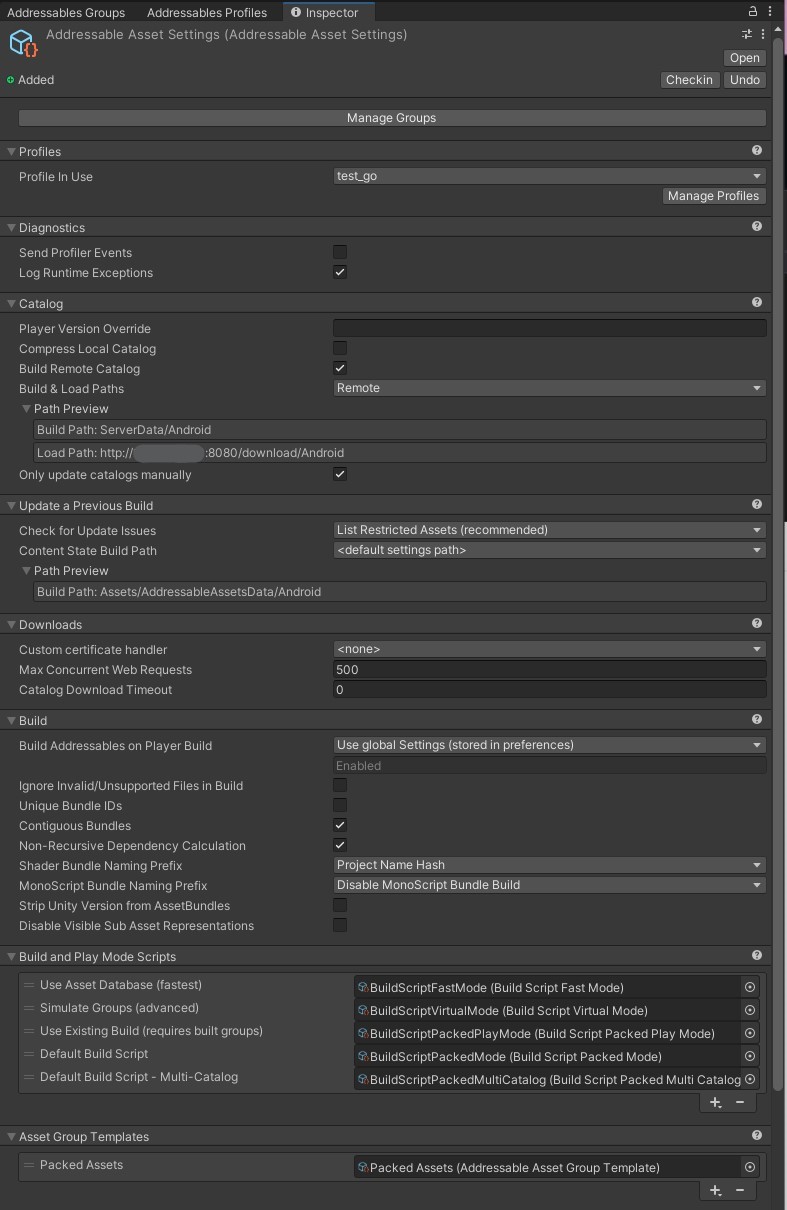 Addressables Groups Addressables Profiles Inspector
Addressable Asset Settings (Addressable Asset Settings)
Open
Added Checkin Undo
Manage Groups
Profiles
Profile In Use test_go
Manage Profiles
Diagnostics
Send Profiler Events
Log Runtime Exceptions
Catalog
Player Version Override
Compress Local Catalog
Build Remote Catalog
Build & Load Paths Remote
Path Preview
Build Path: ServerData/Android
Load Path: http:// :8080/download/Android
Only update catalogs manually
Update a Previous Build
Check for Update Issues List Restricted Assets (recommended)
Content State Build Path <default settings path>
Path Preview
Build Path: Assets/AddressableAssetsData/Android
Downloads
Custom certificate handler <none>
Max Concurrent Web Requests 500
Catalog Download Timeout 0
Build
Build Addressables on Player Build Use global Settings (stored in preferences)
Enabled
Ignore Invalid/Unsupported Files in Build
Unique Bundle IDs
Contiguous Bundles
Non-Recursive Dependency Calculation
Shader Bundle Naming Prefix Project Name Hash
MonoScript Bundle Naming Prefix Disable MonoScript Bundle Build
Strip Unity Version from AssetBundles
Disable Visible Sub Asset Representations
Build and Play Mode Scripts
Use Asset Database (fastest) BuildScriptFastMode (Build Script Fast Mode)
Simulate Groups (advanced) BuildScriptVirtualMode (Build Script Virtual Mode)
Use Existing Build (requires built groups) BuildScriptPackedPlayMode (Build Script Packed Play Mode)
Default Build Script BuildScriptPackedMode (Build Script Packed Mode)
Default Build Script - Multi-Catalog BuildScriptPackedMultiCatalog (Build Script Packed Multi Catalog
Asset Group Templates
Packed Assets Packed Assets (Addressable Asset Group Template)